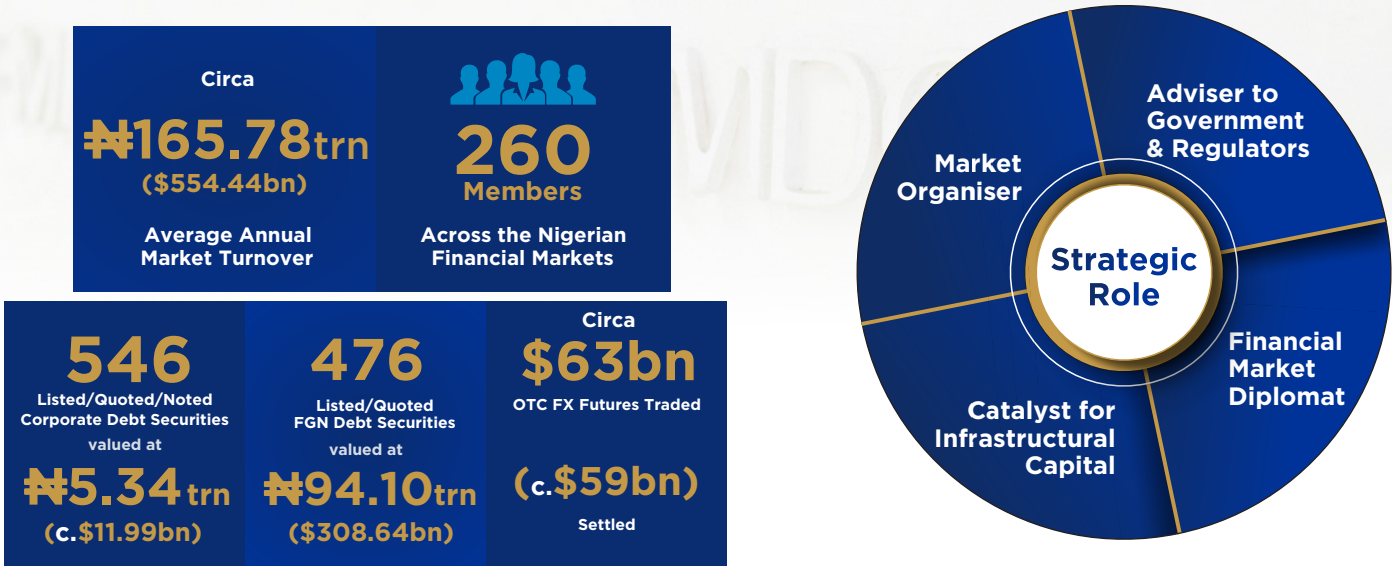 Circa
₦165.78trn
($554.44bn)
Average Annual
Market Turnover
260
Members
Across the Nigerian
Financial Markets
546
Listed/Quoted/Noted
Corporate Debt Securities
valued at
₦5.34trn
(c.$11.99bn)
476
Listed/Quoted
FGN Debt Securities
valued at
₦94.10trn
($308.64bn)
Circa
$63bn
OTC FX Futures Traded
(c.$59bn)
Settled
Market
Organiser
Adviser to
Government
& Regulators
Strategic
Role
Financial
Market
Diplomat
Catalyst for
Infrastructural
Capital